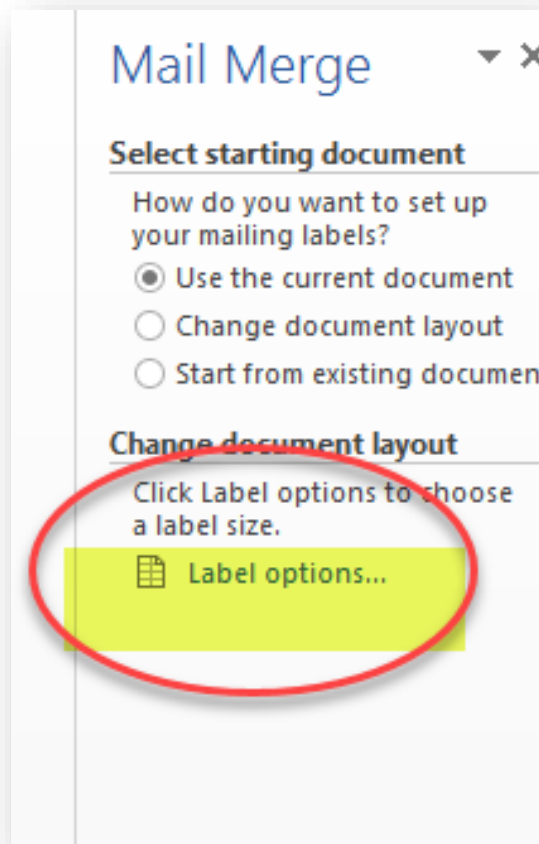 Mail Merge
Select starting document
How do you want to set up
your mailing labels?
Use the current document
Change document layout
Start from existing documen
Change document layout
Click Label options to choose
a label size.
Label options...